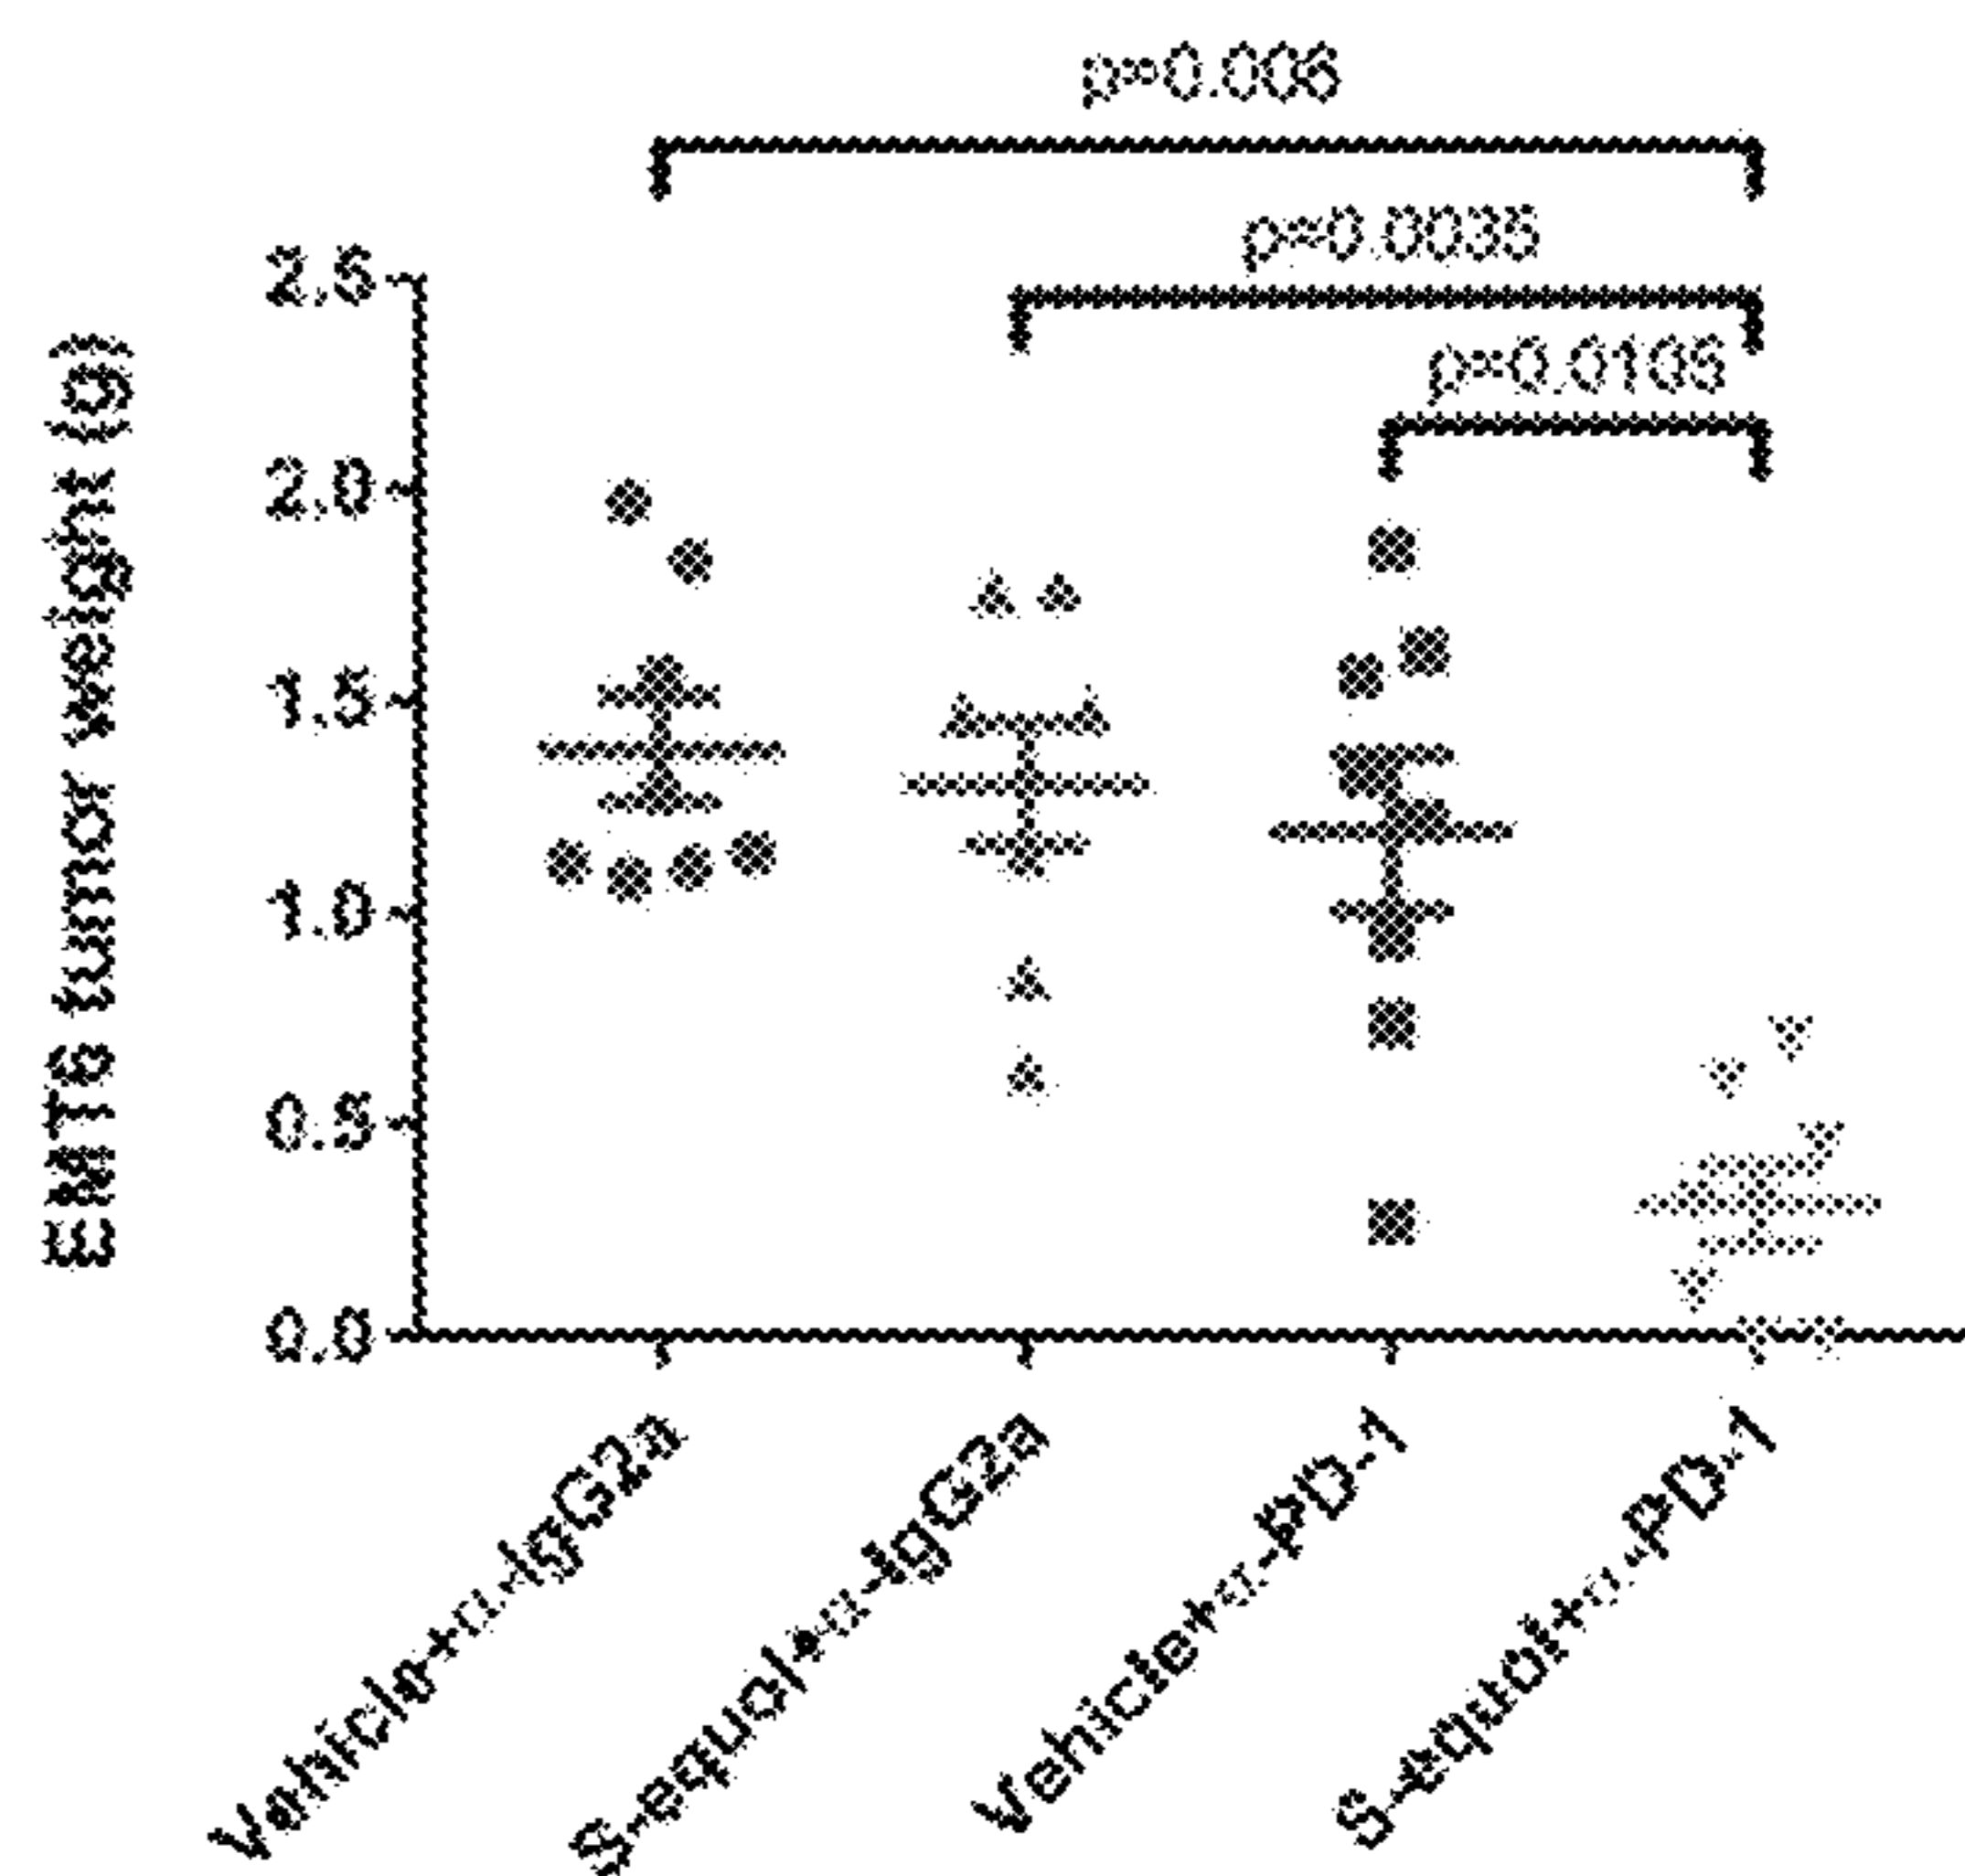 p=0.006
p=0.0035
p=0.0108
EMT6 tumor weight (g)
2.5
2.0
1.5
1.0
0.5
0.0
Vehicle+α-IgG2a
S-equol+α-IgG2a
Vehicle+α-PD-1
S-equol+α-PD-1